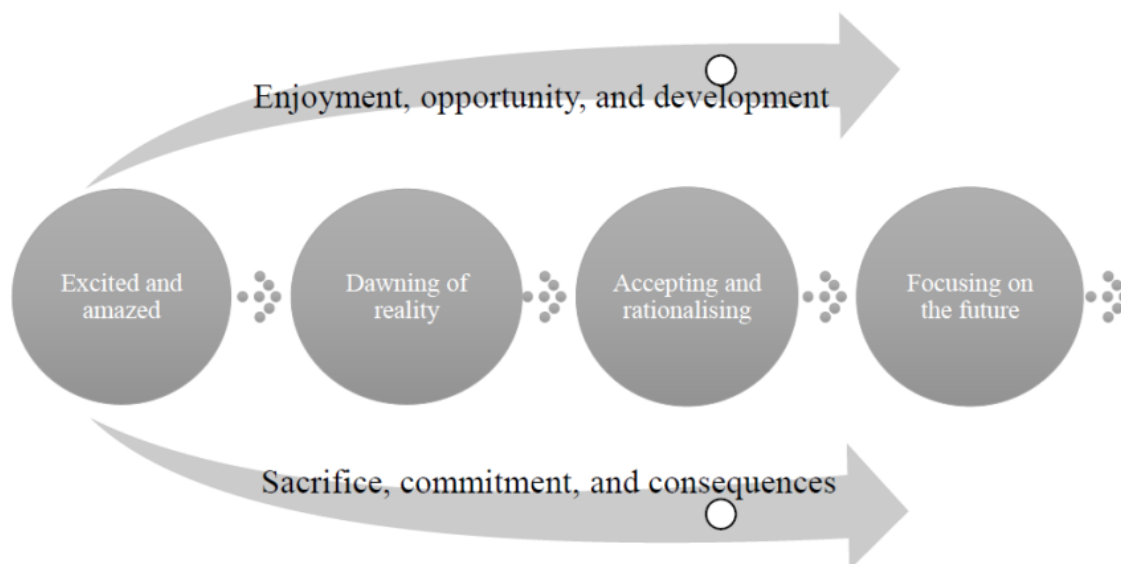 Enjoyment, opportunity, and development
Excited and
amazed
Dawning of
reality
Accepting and
rationalising
Focusing on
the future
Sacrifice, commitment, and consequences